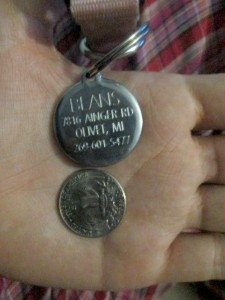 BEANS
7816 AINGER RD
OLIVET, MI
269-601-5477